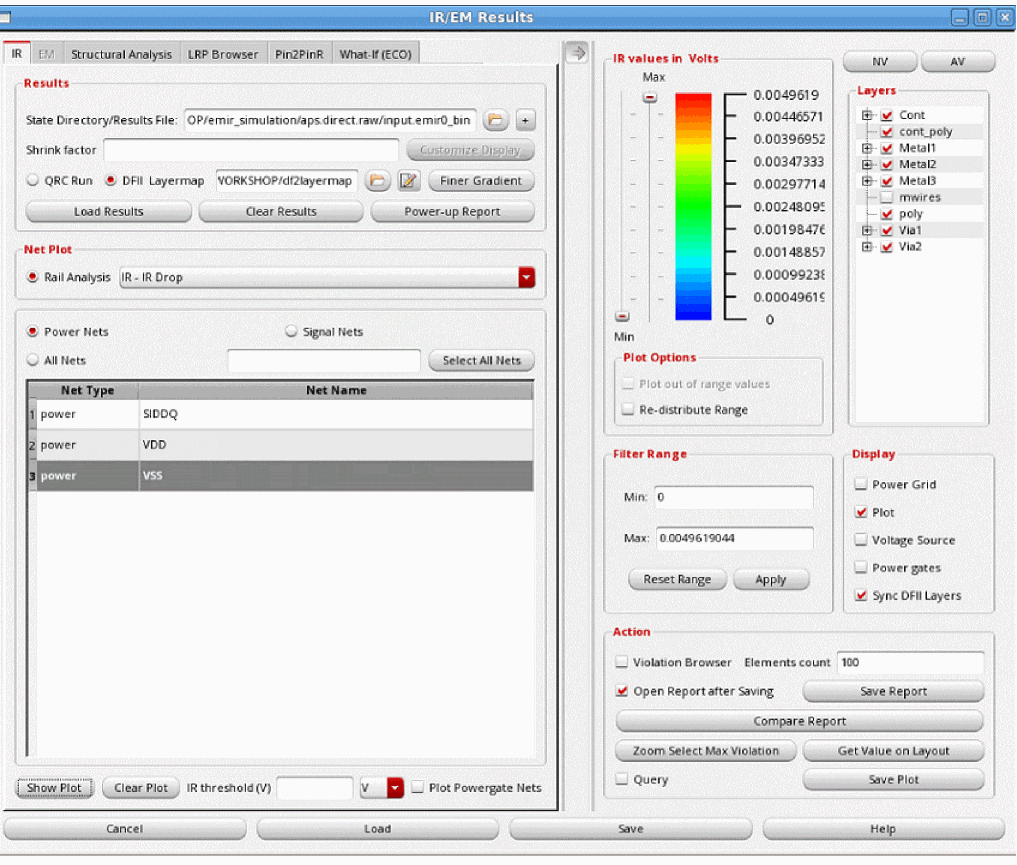 IR/EM Results
IR EM Structural Analysis LRP Browser Pin2PinR What-If (ECO)
Results
State Directory/Results File: OP/emir_simulation/aps.direct.raw/input.emir0_bin +
Shrink factor Customize Display
QRC Run DFII Layermap VORKSHOP/df2layermap Finer Gradient
Load Results Clear Results Power-up Report
Net Plot
Rail Analysis IR - IR Drop
Power Nets Signal Nets
All Nets Select All Nets
Net Type Net Name
1 power SIDDQ
2 power VDD
3 power VSS
Show Plot Clear Plot IR threshold (V) V Plot Powergate Nets
IR values in Volts
Max
0.0049619
0.00446571
0.00396952
0.00347333
0.00297714
0.00248095
0.00198476
0.00148857
0.00099238
0.00049619
0
Min
Plot Options
Plot out of range values
Re-distribute Range
NV AV
Layers
Cont
cont_poly
Metal1
Metal2
Metal3
mwires
poly
Via1
Via2
Filter Range
Min: 0
Max: 0.0049619044
Reset Range Apply
Display
Power Grid
Plot
Voltage Source
Power gates
Sync DFII Layers
Action
Violation Browser Elements count 100
Open Report after Saving Save Report
Compare Report
Zoom Select Max Violation Get Value on Layout
Query Save Plot
Cancel Load Save Help